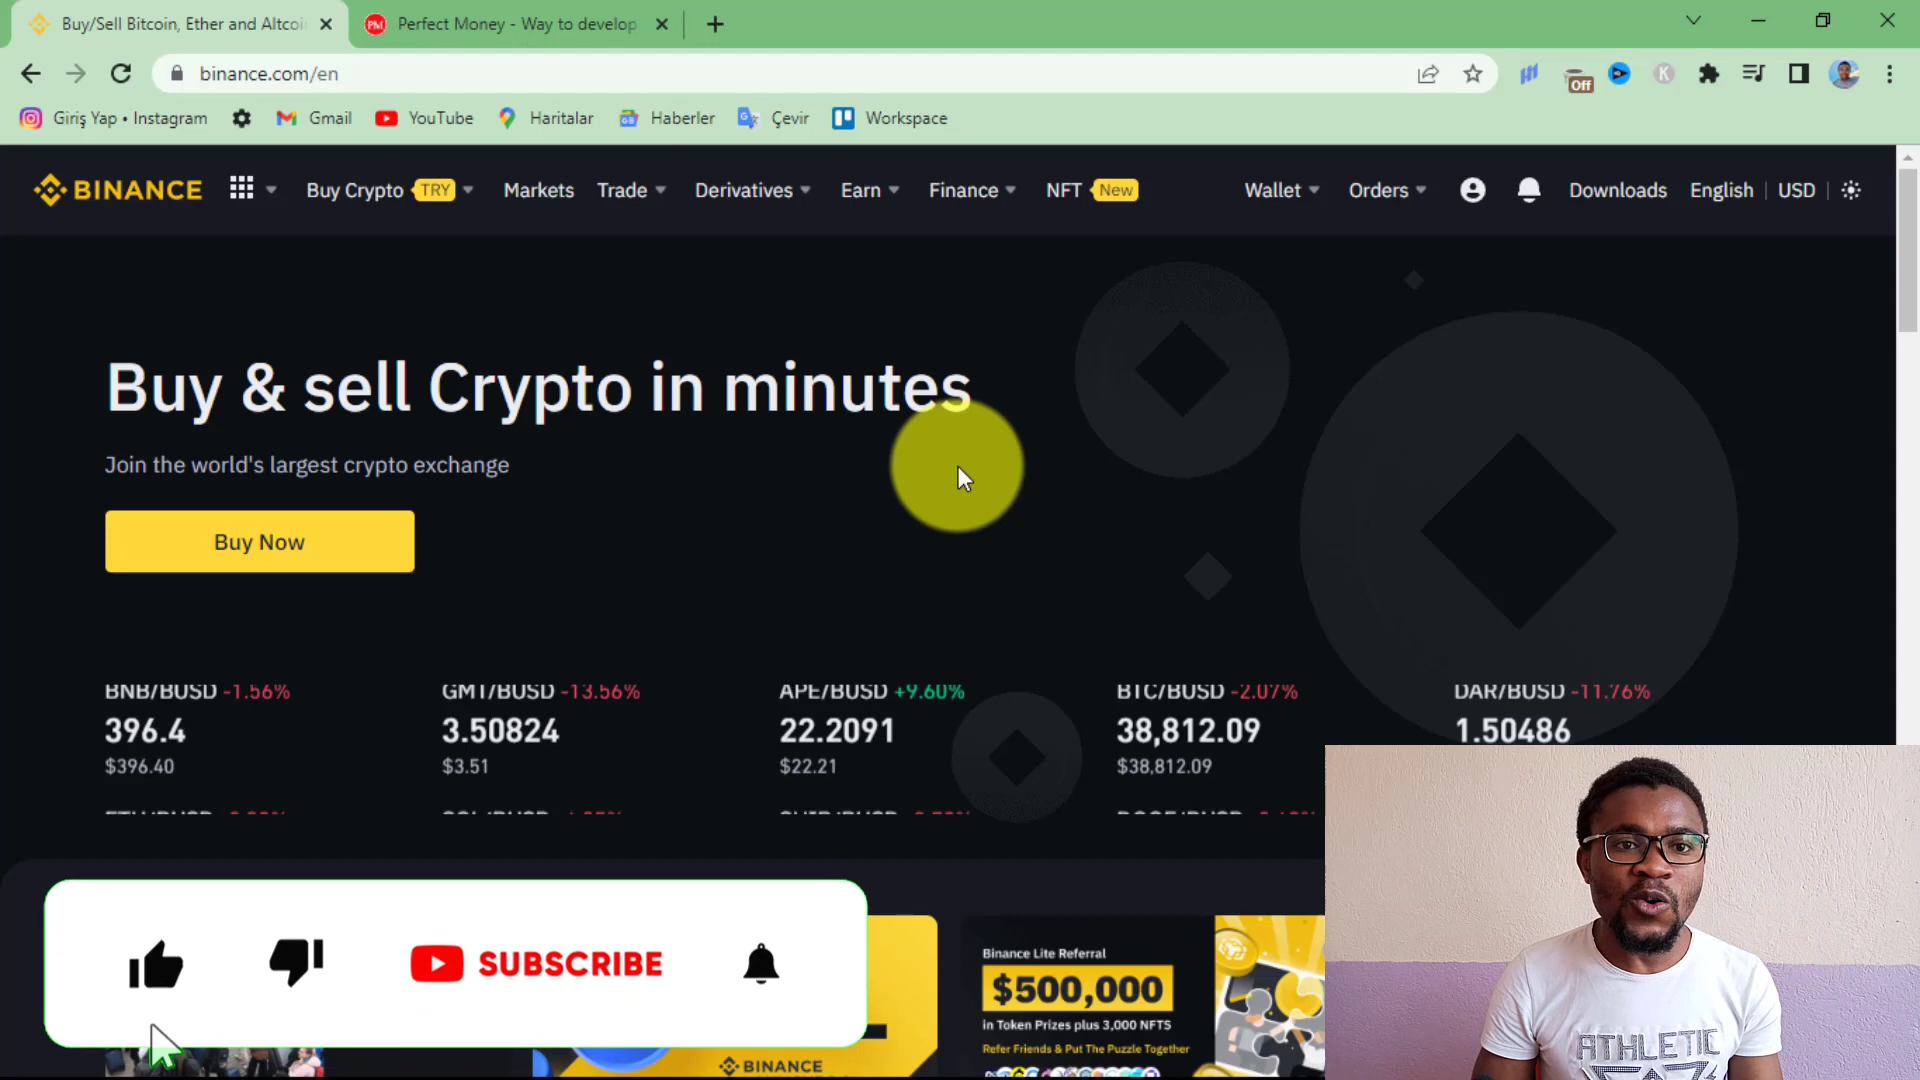 Buy/Sell Bitcoin, Ether and Altcoi
Perfect Money - Way to develop
binance.com/en
Off
Giriş Yap • Instagram
Gmail
YouTube
Haritalar
Haberler
Çevir
Workspace
BINANCE
Buy Crypto TRY
Markets
Trade
Derivatives
Earn
Finance
NFT New
Wallet
Orders
Downloads
English
USD
Buy & sell Crypto in minutes
Join the world's largest crypto exchange
Buy Now
BNB/BUSD -1.56%
396.4
$396.40
GMT/BUSD -13.56%
3.50824
$3.51
APE/BUSD +9.60%
22.2091
$22.21
BTC/BUSD -2.07%
38,812.09
$38,812.09
DAR/BUSD -11.76%
1.50486
SUBSCRIBE
BINANCE
Binance Lite Referral
$500,000
in Token Prizes plus 3,000 NFTS
Refer Friends & Put The Puzzle Together
ATHLETIC